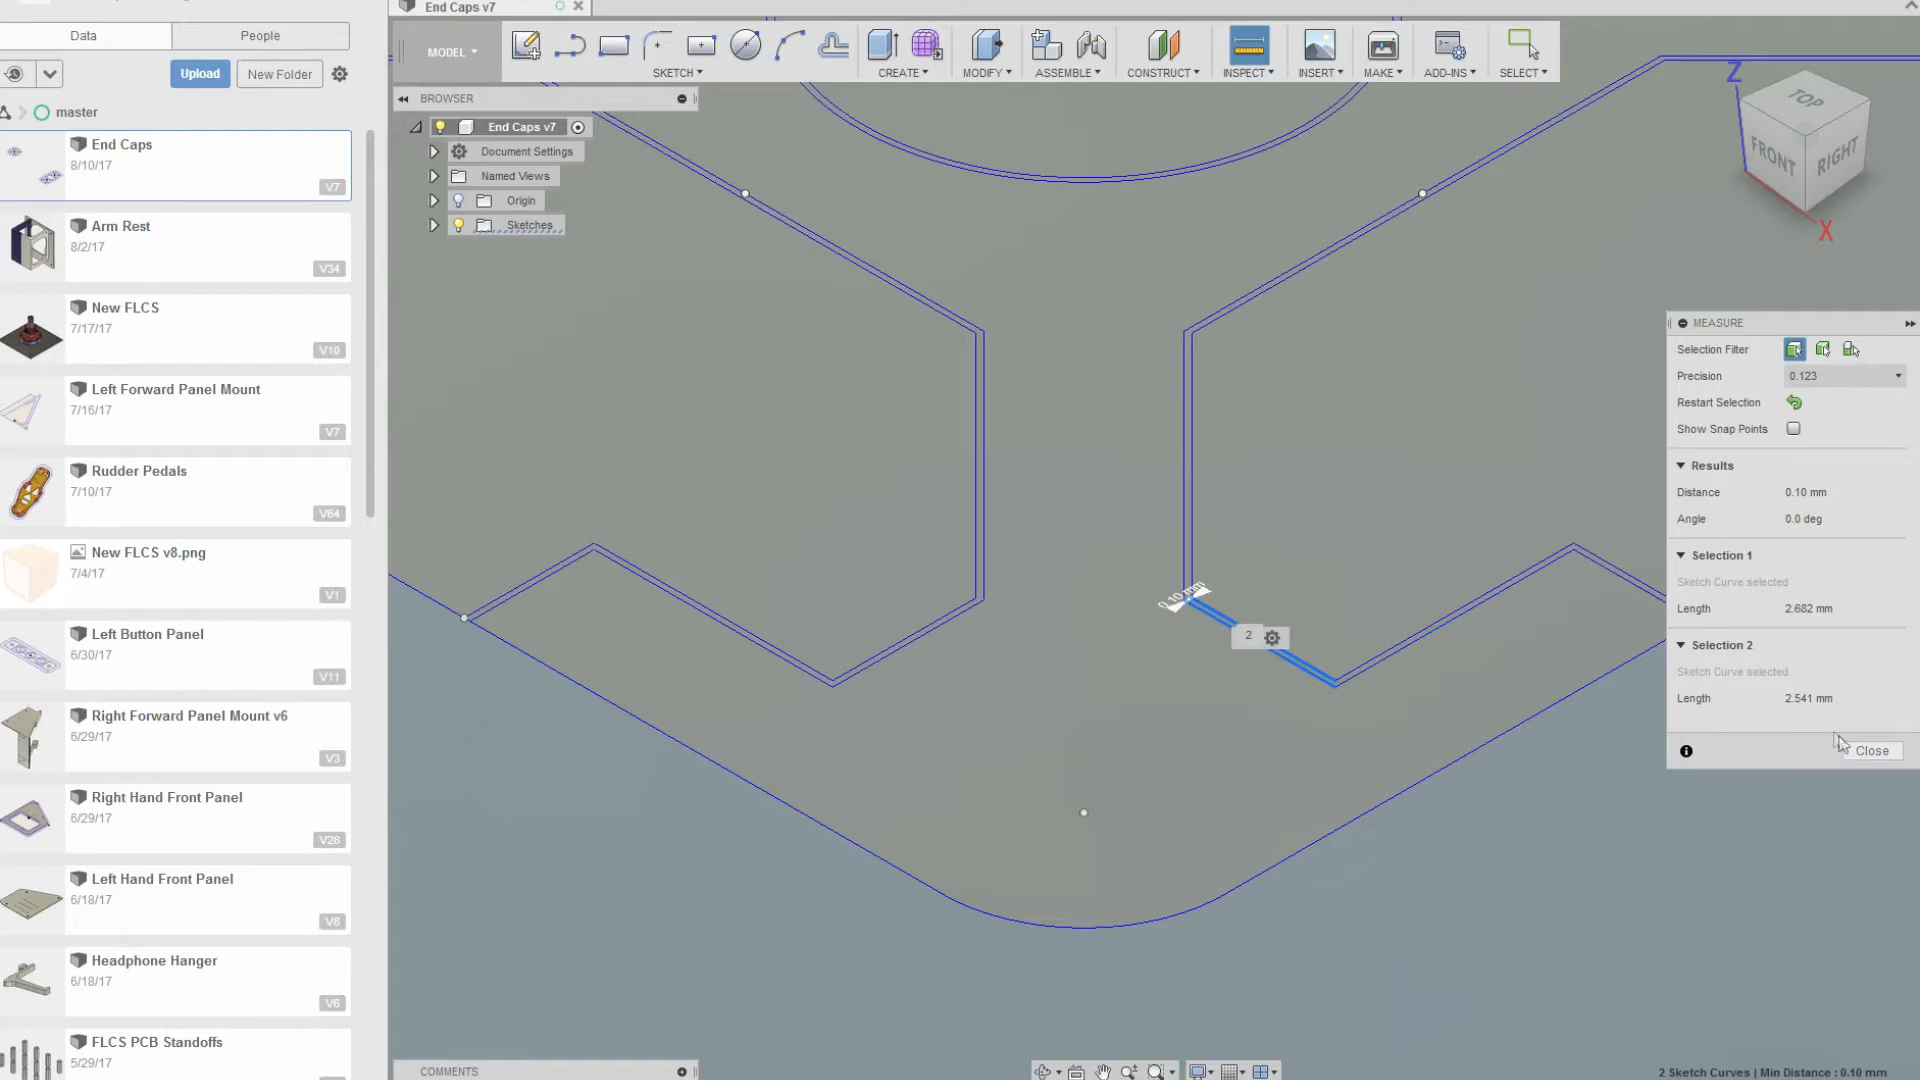 End Caps v7
Data
People
Upload
New Folder
master
End Caps
8/10/17
V7
Arm Rest
8/2/17
V34
New FLCS
7/17/17
V10
Left Forward Panel Mount
7/16/17
V7
Rudder Pedals
7/10/17
V64
New FLCS v8.png
7/4/17
V1
Left Button Panel
6/30/17
V11
Right Forward Panel Mount v6
6/29/17
V3
Right Hand Front Panel
6/29/17
V28
Left Hand Front Panel
6/18/17
V8
Headphone Hanger
6/18/17
V6
FLCS PCB Standoffs
5/29/17
MODEL
SKETCH
CREATE
MODIFY
ASSEMBLE
CONSTRUCT
INSPECT
INSERT
MAKE
ADD-INS
SELECT
BROWSER
End Caps v7
Document Settings
Named Views
Origin
Sketches
Z
TOP
FRONT
RIGHT
X
0.10 mm
2
MEASURE
Selection Filter
Precision
0.123
Restart Selection
Show Snap Points
Results
Distance
0.10 mm
Angle
0.0 deg
Selection 1
Sketch Curve selected
Length
2.682 mm
Selection 2
Sketch Curve selected
Length
2.541 mm
Close
COMMENTS
2 Sketch Curves | Min Distance : 0.10 mm